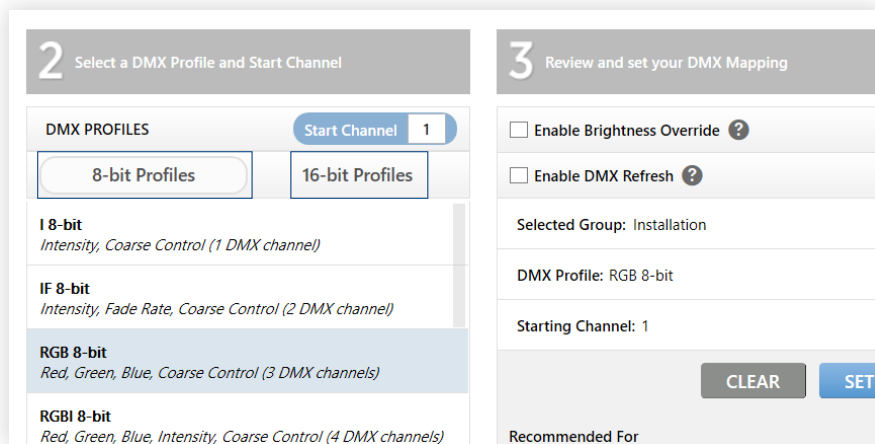 2 Select a DMX Profile and Start Channel
DMX PROFILES Start Channel 1
8-bit Profiles 16-bit Profiles
I 8-bit
Intensity, Coarse Control (1 DMX channel)
IF 8-bit
Intensity, Fade Rate, Coarse Control (2 DMX channel)
RGB 8-bit
Red, Green, Blue, Coarse Control (3 DMX channels)
RGBI 8-bit
Red, Green, Blue, Intensity, Coarse Control (4 DMX channels)
3 Review and set your DMX Mapping
Enable Brightness Override ?
Enable DMX Refresh ?
Selected Group: Installation
DMX Profile: RGB 8-bit
Starting Channel: 1
CLEAR SET
Recommended For